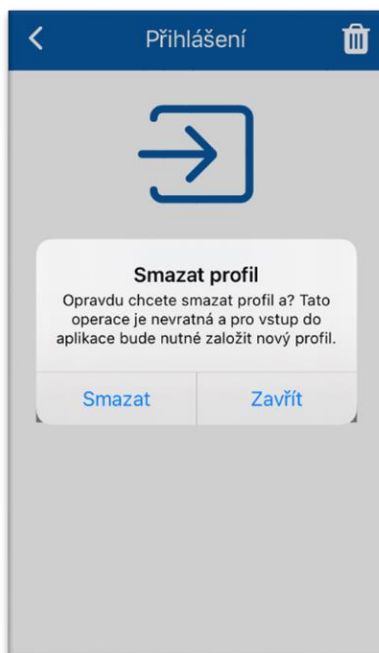 Přihlášení
Smazat profil
Opravdu chcete smazat profil a? Tato
operace je nevratná a pro vstup do
aplikace bude nutné založit nový profil.
Smazat
Zavřít